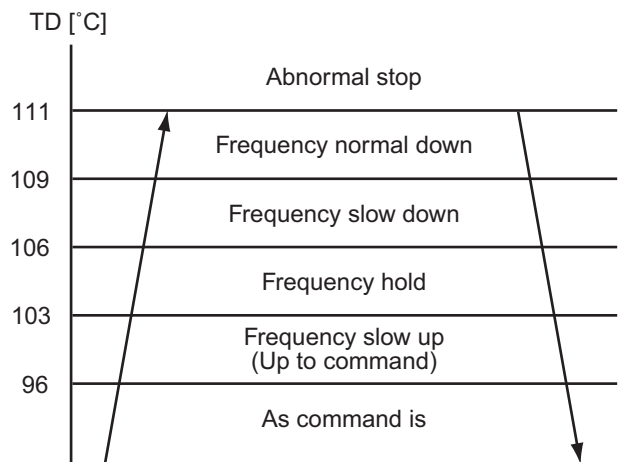 TD [˚C]
Abnormal stop
111
Frequency normal down
109
Frequency slow down
106
Frequency hold
103
Frequency slow up
(Up to command)
96
As command is